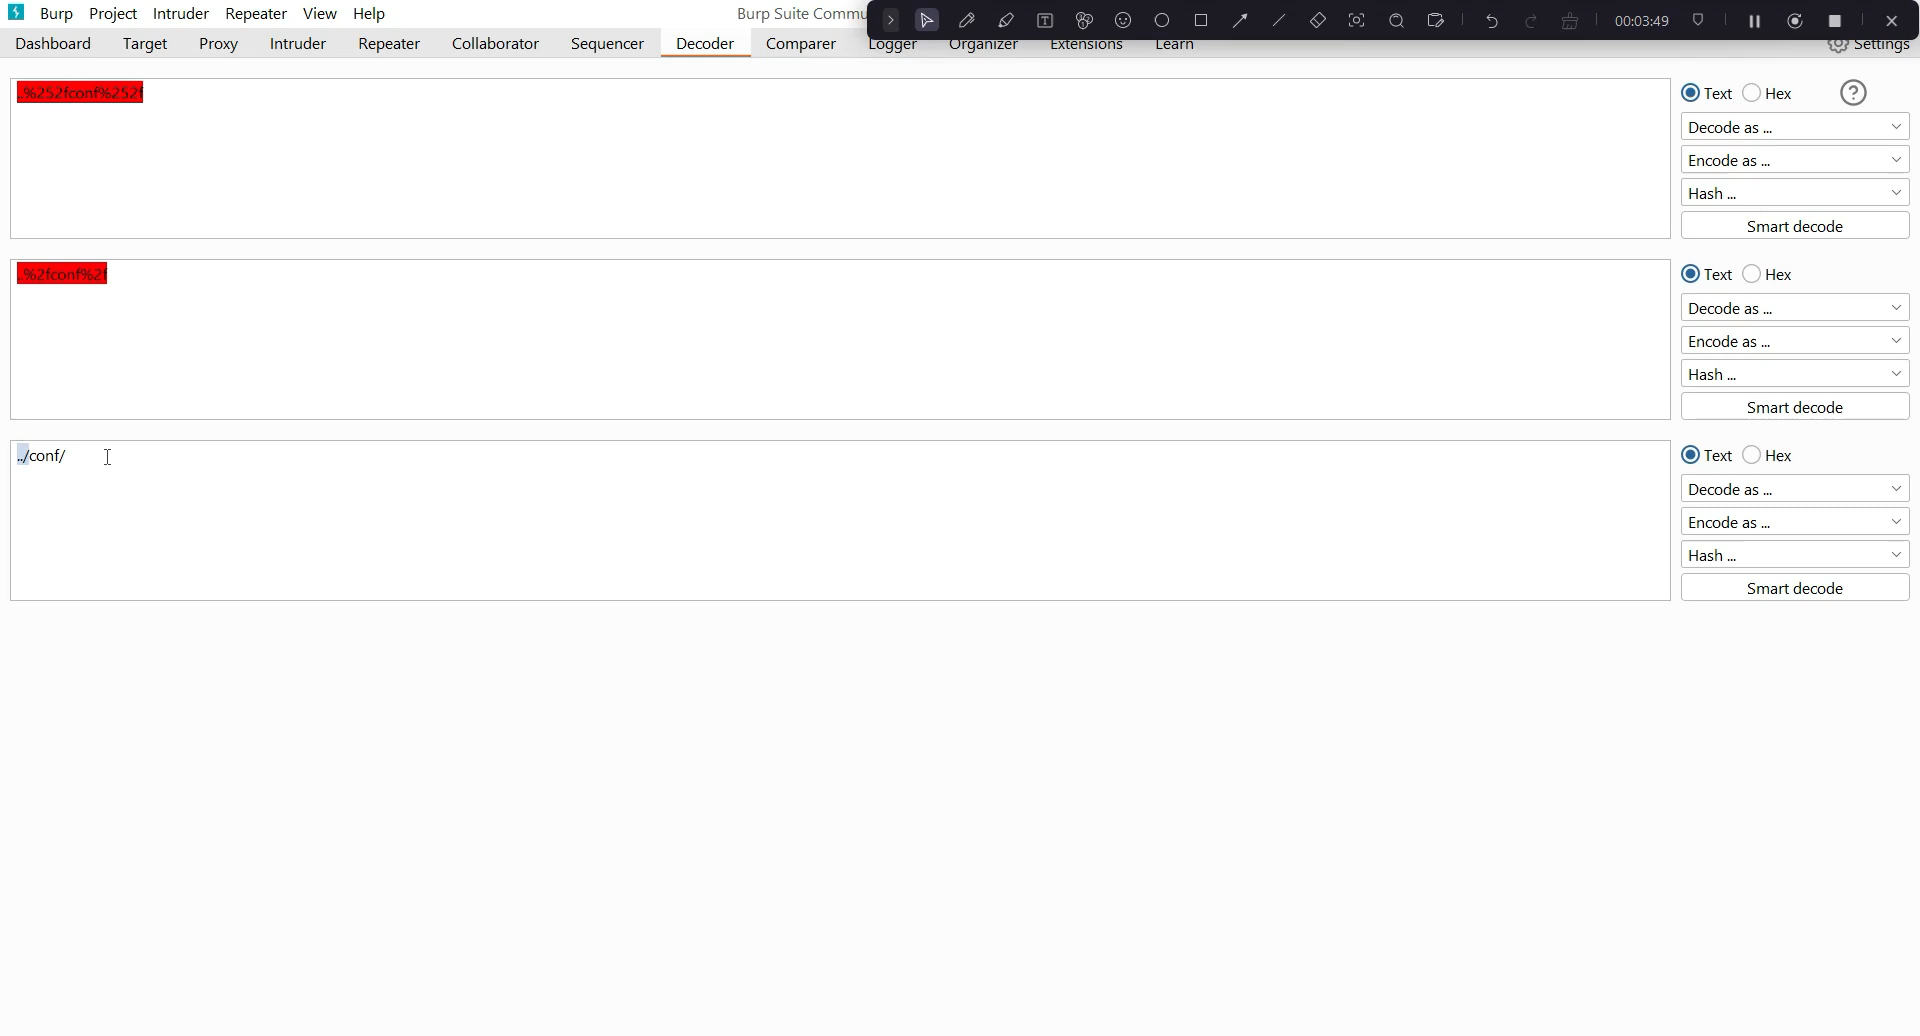 Burp Project Intruder Repeater View Help Burp Suite Commu 00:03:49
Dashboard Target Proxy Intruder Repeater Collaborator Sequencer Decoder Comparer Logger Organizer Extensions Learn Settings
..%252fconf%252f
Text Hex ?
Decode as ...
Encode as ...
Hash ...
Smart decode
..%2fconf%2f
Text Hex
Decode as ...
Encode as ...
Hash ...
Smart decode
../conf/
Text Hex
Decode as ...
Encode as ...
Hash ...
Smart decode